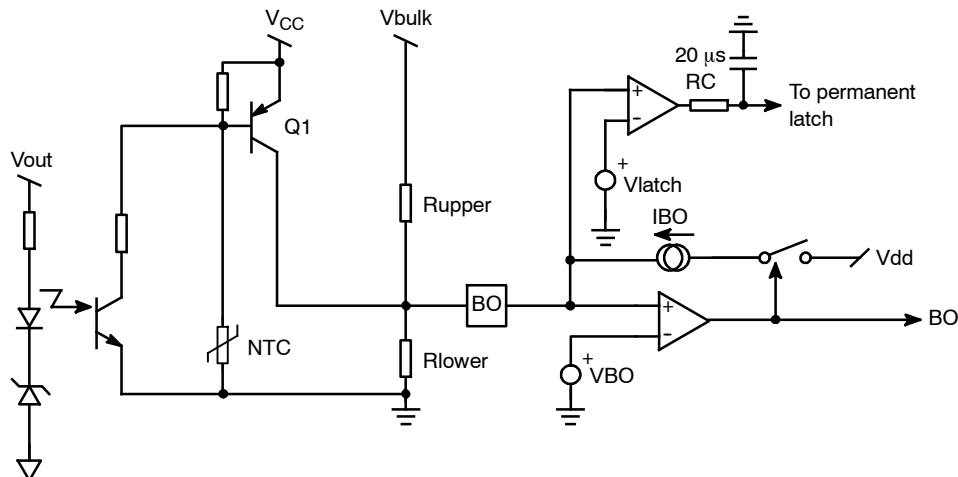 VCC
Vbulk
20 μs
RC
To permanent
latch
+
-
Q1
Vout
+
Vlatch
Rupper
IBO
Vdd
BO
+
-
BO
NTC
Rlower
+
VBO